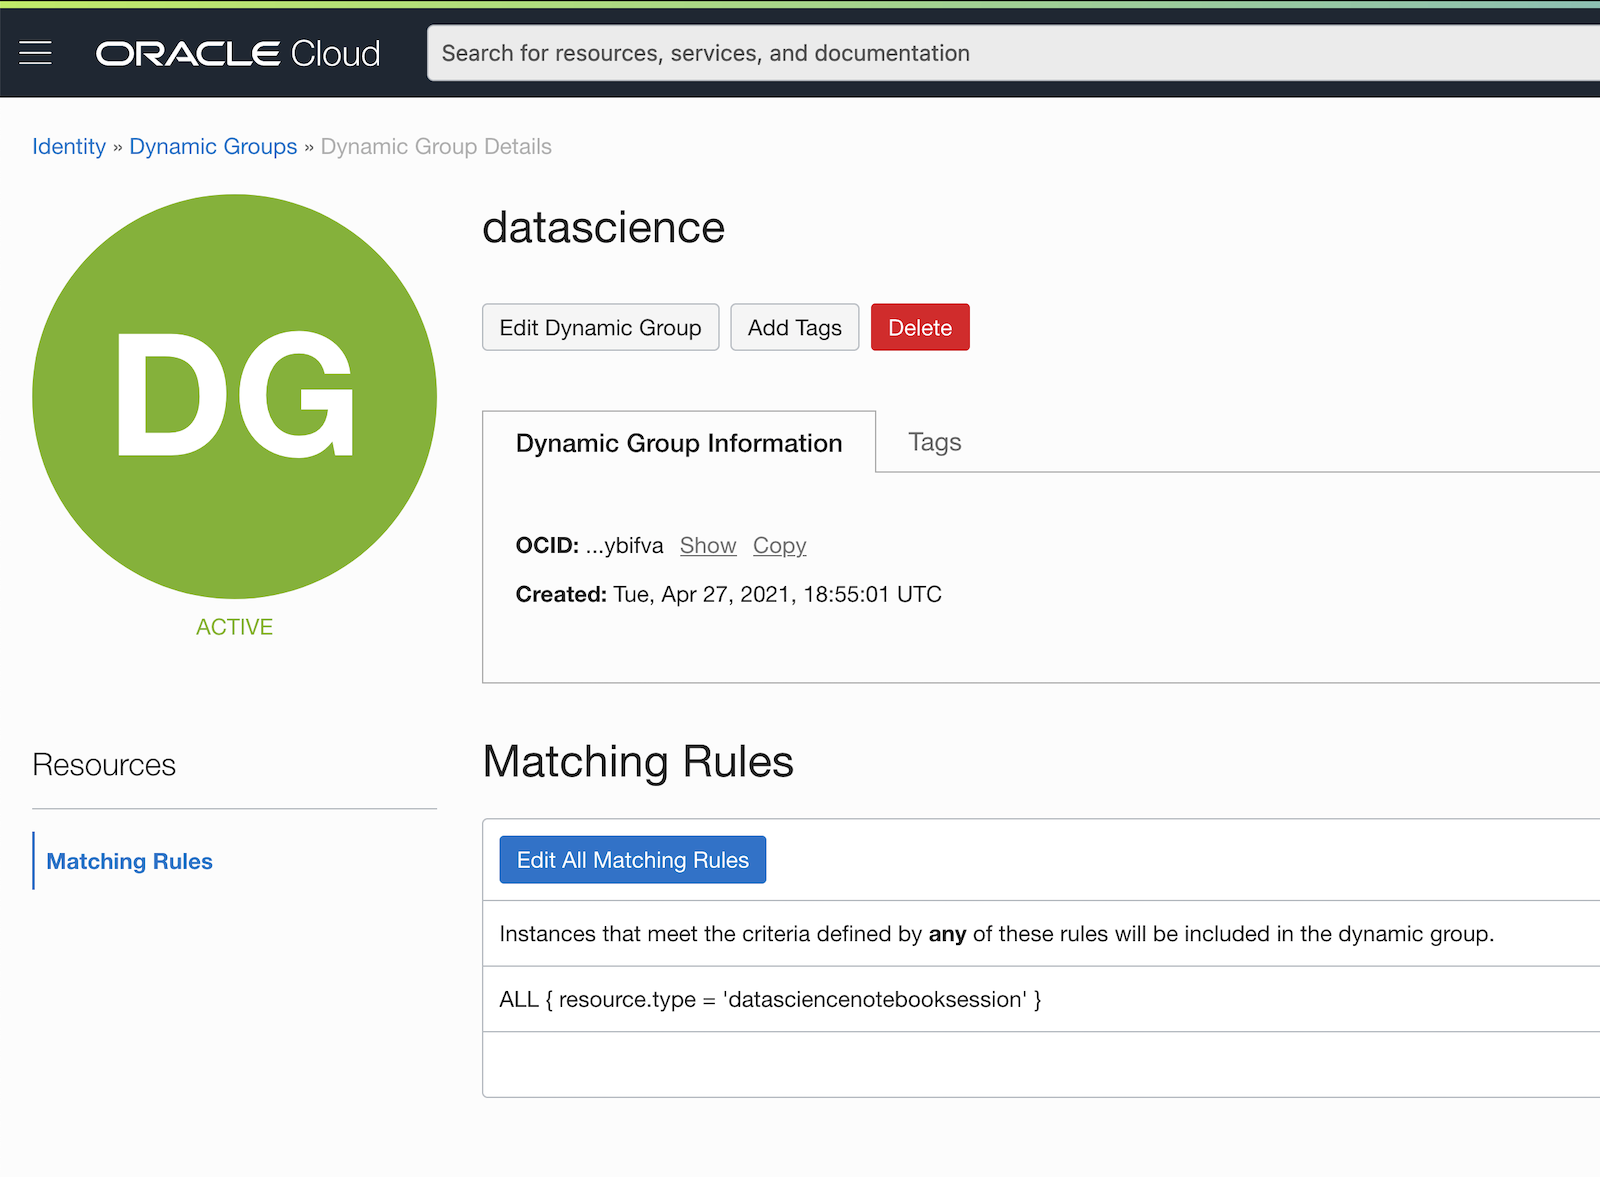 ORACLE Cloud
Search for resources, services, and documentation
Identity » Dynamic Groups » Dynamic Group Details
DG
ACTIVE
datascience
Edit Dynamic Group
Add Tags
Delete
Dynamic Group Information
Tags
OCID: ...ybifva Show Copy
Created: Tue, Apr 27, 2021, 18:55:01 UTC
Resources
Matching Rules
Matching Rules
Edit All Matching Rules
Instances that meet the criteria defined by any of these rules will be included in the dynamic group.
ALL { resource.type = 'datasciencenotebooksession' }